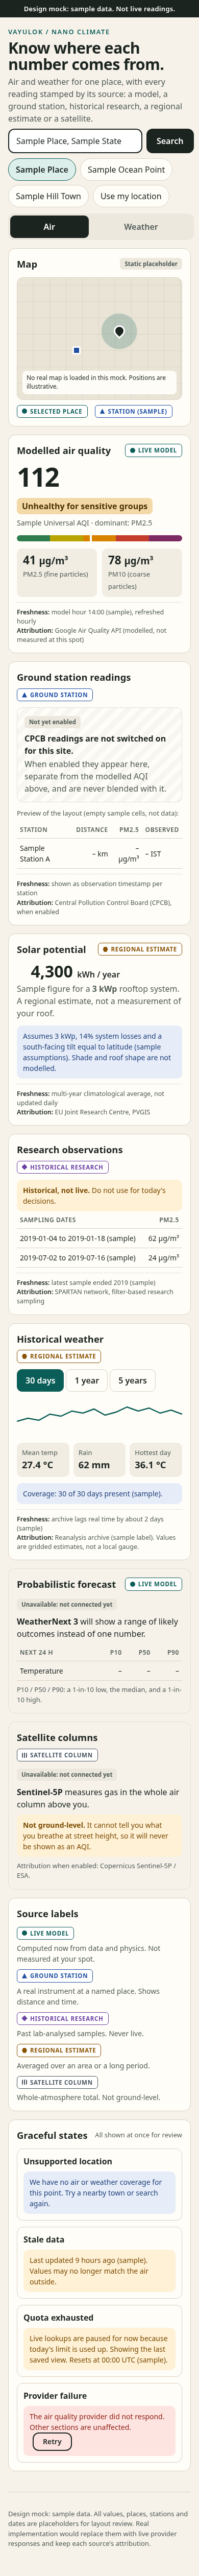 Design mock: sample data. Not live readings.
VAYULOK / NANO CLIMATE
Know where each
number comes from.
Air and weather for one place, with every
reading stamped by its source: a model, a
ground station, historical research, a regional
estimate or a satellite.
Sample Place, Sample State
Search
Sample Place
Sample Ocean Point
Sample Hill Town
Use my location
Air
Weather
Map
Static placeholder
No real map is loaded in this mock. Positions are
illustrative.
SELECTED PLACE
STATION (SAMPLE)
Modelled air quality
LIVE MODEL
112
Unhealthy for sensitive groups
Sample Universal AQI · dominant: PM2.5
41 µg/m³
PM2.5 (fine particles)
78 µg/m³
PM10 (coarse
particles)
Freshness: model hour 14:00 (sample), refreshed
hourly
Attribution: Google Air Quality API (modelled, not
measured at this spot)
Ground station readings
GROUND STATION
Not yet enabled
CPCB readings are not switched on
for this site.
When enabled they appear here,
separate from the modelled AQI
above, and are never blended with it.
Preview of the layout (empty sample cells, not data):
STATION DISTANCE PM2.5 OBSERVED
Sample
Station A
– km
–
µg/m³
– IST
Freshness: shown as observation timestamp per
station
Attribution: Central Pollution Control Board (CPCB),
when enabled
Solar potential
REGIONAL ESTIMATE
4,300 kWh / year
Sample figure for a 3 kWp rooftop system.
A regional estimate, not a measurement of
your roof.
Assumes 3 kWp, 14% system losses and a
south-facing tilt equal to latitude (sample
assumptions). Shade and roof shape are not
modelled.
Freshness: multi-year climatological average, not
updated daily
Attribution: EU Joint Research Centre, PVGIS
Research observations
HISTORICAL RESEARCH
Historical, not live. Do not use for today's
decisions.
SAMPLING DATES PM2.5
2019-01-04 to 2019-01-18 (sample) 62 µg/m³
2019-07-02 to 2019-07-16 (sample) 24 µg/m³
Freshness: latest sample ended 2019 (sample)
Attribution: SPARTAN network, filter-based research
sampling
Historical weather
REGIONAL ESTIMATE
30 days
1 year
5 years
Mean temp
27.4 °C
Rain
62 mm
Hottest day
36.1 °C
Coverage: 30 of 30 days present (sample).
Freshness: archive lags real time by about 2 days
(sample)
Attribution: Reanalysis archive (sample label). Values
are gridded estimates, not a local gauge.
Probabilistic forecast
LIVE MODEL
Unavailable: not connected yet
WeatherNext 3 will show a range of likely
outcomes instead of one number.
NEXT 24 H P10 P50 P90
Temperature – – –
P10 / P50 / P90: a 1-in-10 low, the median, and a 1-in-
10 high.
Satellite columns
SATELLITE COLUMN
Unavailable: not connected yet
Sentinel-5P measures gas in the whole air
column above you.
Not ground-level. It cannot tell you what
you breathe at street height, so it will never
be shown as an AQI.
Attribution when enabled: Copernicus Sentinel-5P /
ESA.
Source labels
LIVE MODEL
Computed now from data and physics. Not
measured at your spot.
GROUND STATION
A real instrument at a named place. Shows
distance and time.
HISTORICAL RESEARCH
Past lab-analysed samples. Never live.
REGIONAL ESTIMATE
Averaged over an area or a long period.
SATELLITE COLUMN
Whole-atmosphere total. Not ground-level.
Graceful states
All shown at once for review
Unsupported location
We have no air or weather coverage for
this point. Try a nearby town or search
again.
Stale data
Last updated 9 hours ago (sample).
Values may no longer match the air
outside.
Quota exhausted
Live lookups are paused for now because
today's limit is used up. Showing the last
saved view. Resets at 00:00 UTC (sample).
Provider failure
The air quality provider did not respond.
Other sections are unaffected.
Retry
Design mock: sample data. All values, places, stations
and dates are placeholders for layout review. Real
implementation would replace them with live provider
responses and keep each source's attribution.